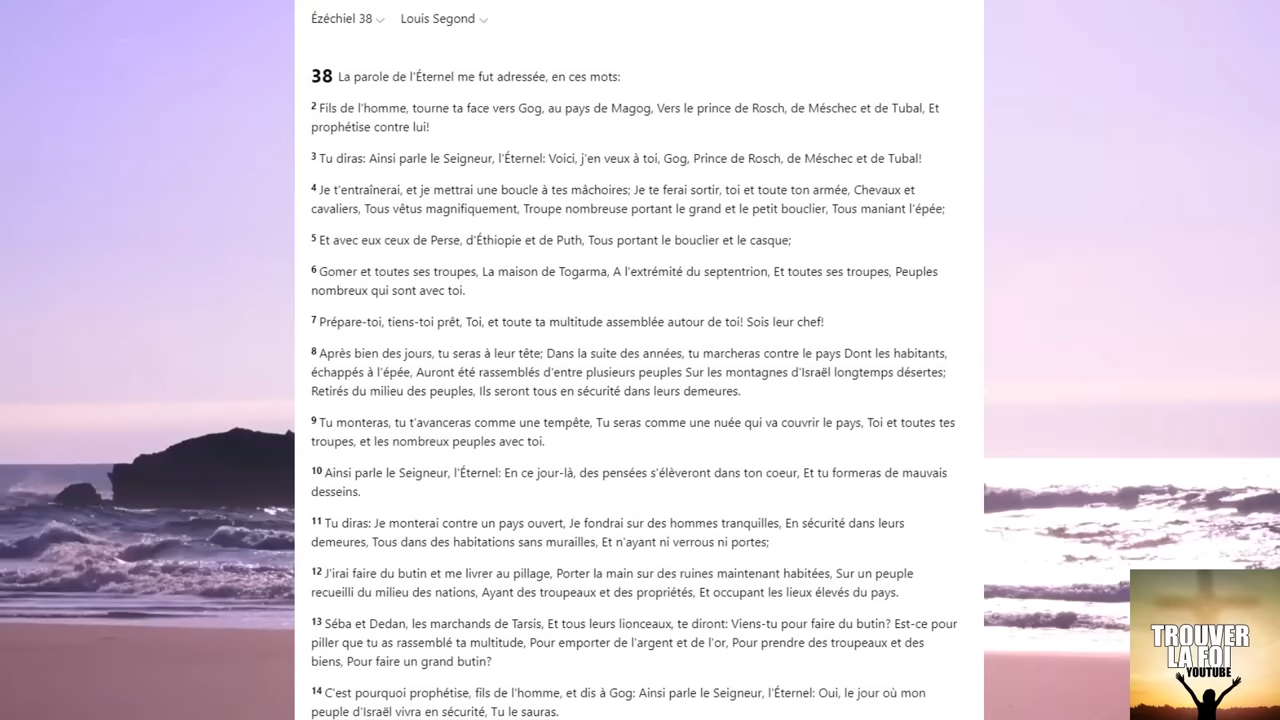 Ézéchiel 38 Louis Segond
38 La parole de l'Éternel me fut adressée, en ces mots:
2 Fils de l'homme, tourne ta face vers Gog, au pays de Magog, Vers le prince de Rosch, de Méschec et de Tubal, Et
prophétise contre lui!
3 Tu diras: Ainsi parle le Seigneur, l'Éternel: Voici, j'en veux à toi, Gog, Prince de Rosch, de Méschec et de Tubal!
4 Je t'entraînerai, et je mettrai une boucle à tes mâchoires; Je te ferai sortir, toi et toute ton armée, Chevaux et
cavaliers, Tous vêtus magnifiquement, Troupe nombreuse portant le grand et le petit bouclier, Tous maniant l'épée;
5 Et avec eux ceux de Perse, d'Éthiopie et de Puth, Tous portant le bouclier et le casque;
6 Gomer et toutes ses troupes, La maison de Togarma, A l'extrémité du septentrion, Et toutes ses troupes, Peuples
nombreux qui sont avec toi.
7 Prépare-toi, tiens-toi prêt, Toi, et toute ta multitude assemblée autour de toi! Sois leur chef!
8 Après bien des jours, tu seras à leur tête; Dans la suite des années, tu marcheras contre le pays Dont les habitants,
échappés à l'épée, Auront été rassemblés d'entre plusieurs peuples Sur les montagnes d'Israël longtemps désertes;
Retirés du milieu des peuples, Ils seront tous en sécurité dans leurs demeures.
9 Tu monteras, tu t'avanceras comme une tempête, Tu seras comme une nuée qui va couvrir le pays, Toi et toutes tes
troupes, et les nombreux peuples avec toi.
10 Ainsi parle le Seigneur, l'Éternel: En ce jour-là, des pensées s'élèveront dans ton coeur, Et tu formeras de mauvais
desseins.
11 Tu diras: Je monterai contre un pays ouvert, Je fondrai sur des hommes tranquilles, En sécurité dans leurs
demeures, Tous dans des habitations sans murailles, Et n'ayant ni verrous ni portes;
12 J'irai faire du butin et me livrer au pillage, Porter la main sur des ruines maintenant habitées, Sur un peuple
recueilli du milieu des nations, Ayant des troupeaux et des propriétés, Et occupant les lieux élevés du pays.
13 Séba et Dedan, les marchands de Tarsis, Et tous leurs lionceaux, te diront: Viens-tu pour faire du butin? Est-ce pour
piller que tu as rassemblé ta multitude, Pour emporter de l'argent et de l'or, Pour prendre des troupeaux et des
biens, Pour faire un grand butin?
14 C'est pourquoi prophétise, fils de l'homme, et dis à Gog: Ainsi parle le Seigneur, l'Éternel: Oui, le jour où mon
peuple d'Israël vivra en sécurité, Tu le sauras.
TROUVER
LA FOI
YOUTUBE